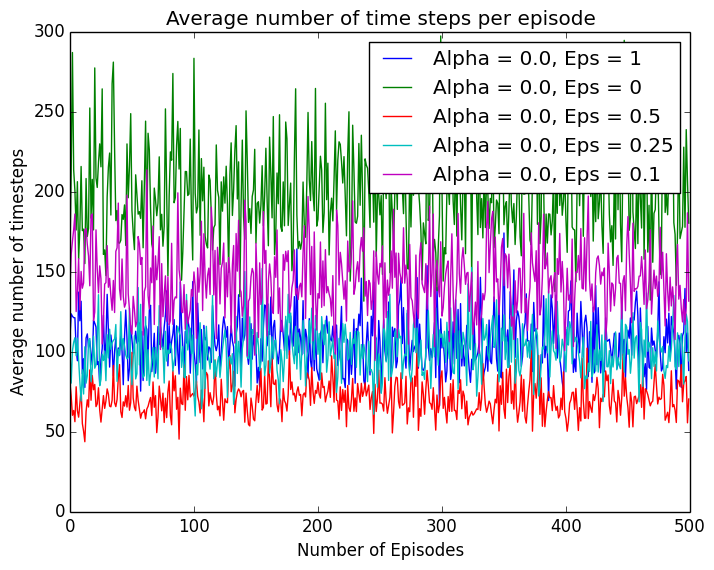 Average number of time steps per episode
300
250
200
150
100
50
0
Average number of timesteps
Alpha = 0.0, Eps = 1
Alpha = 0.0, Eps = 0
Alpha = 0.0, Eps = 0.5
Alpha = 0.0, Eps = 0.25
Alpha = 0.0, Eps = 0.1
0 100 200 300 400 500
Number of Episodes